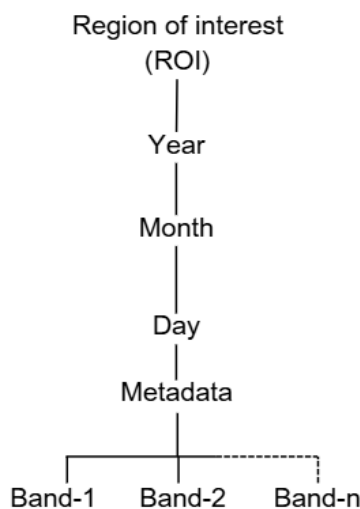 Region of interest
(ROI)
Year
Month
Day
Metadata
Band-1 Band-2 Band-n